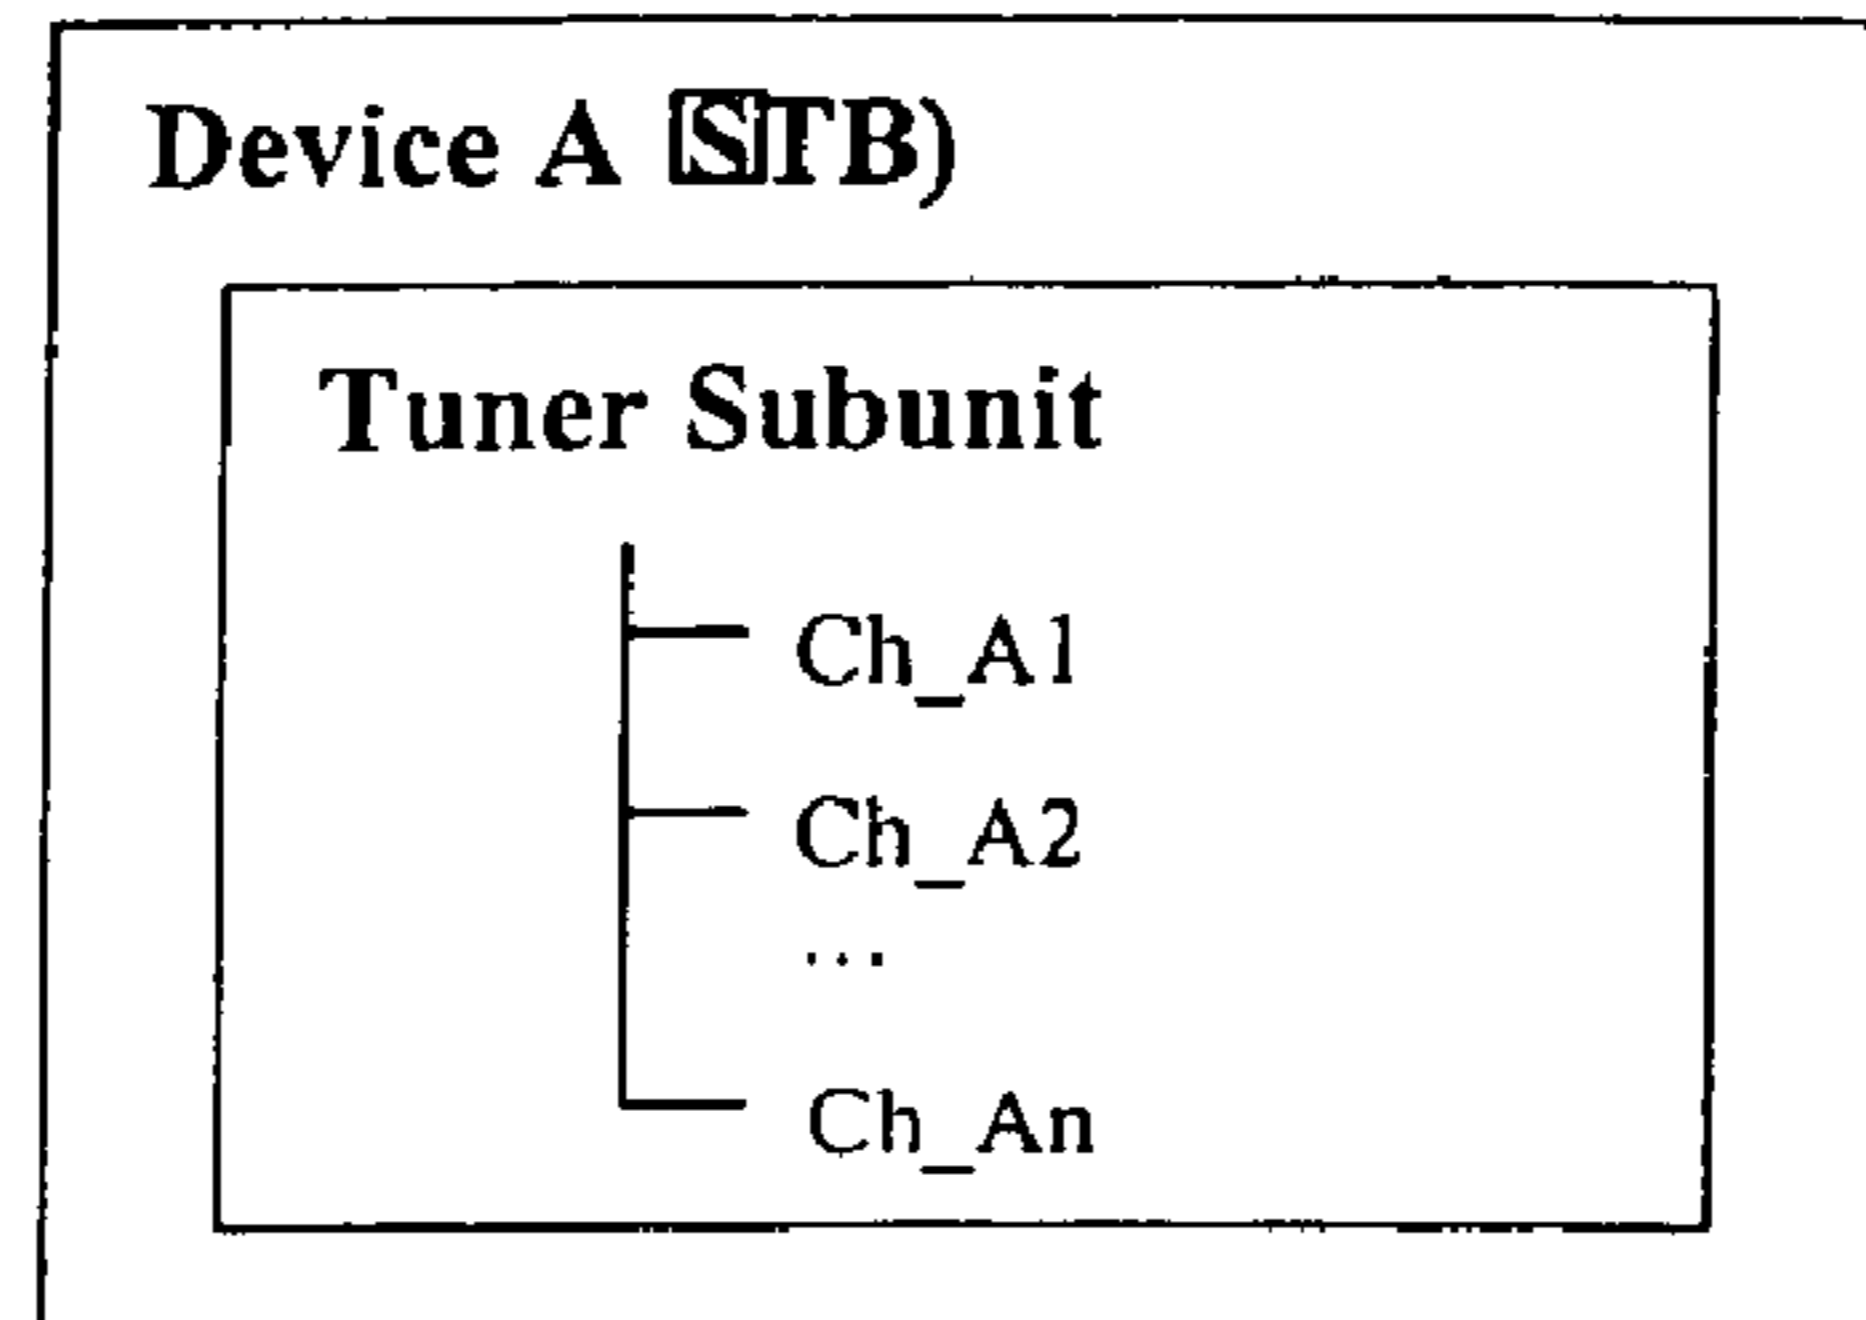 Device A STB)
Tuner Subunit
Ch_A1
Ch_A2
...
Ch_An